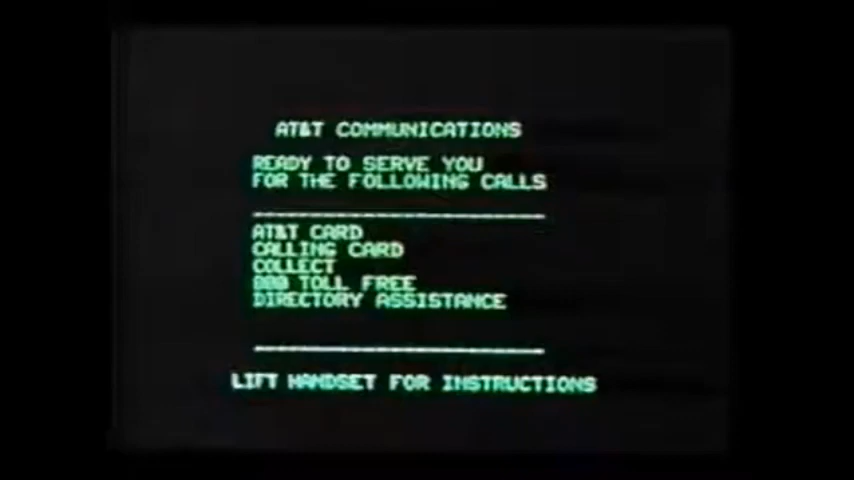 AT&T COMMUNICATIONS
READY TO SERVE YOU
FOR THE FOLLOWING CALLS
AT&T CARD
CALLING CARD
COLLECT
800 TOLL FREE
DIRECTORY ASSISTANCE
LIFT HANDSET FOR INSTRUCTIONS